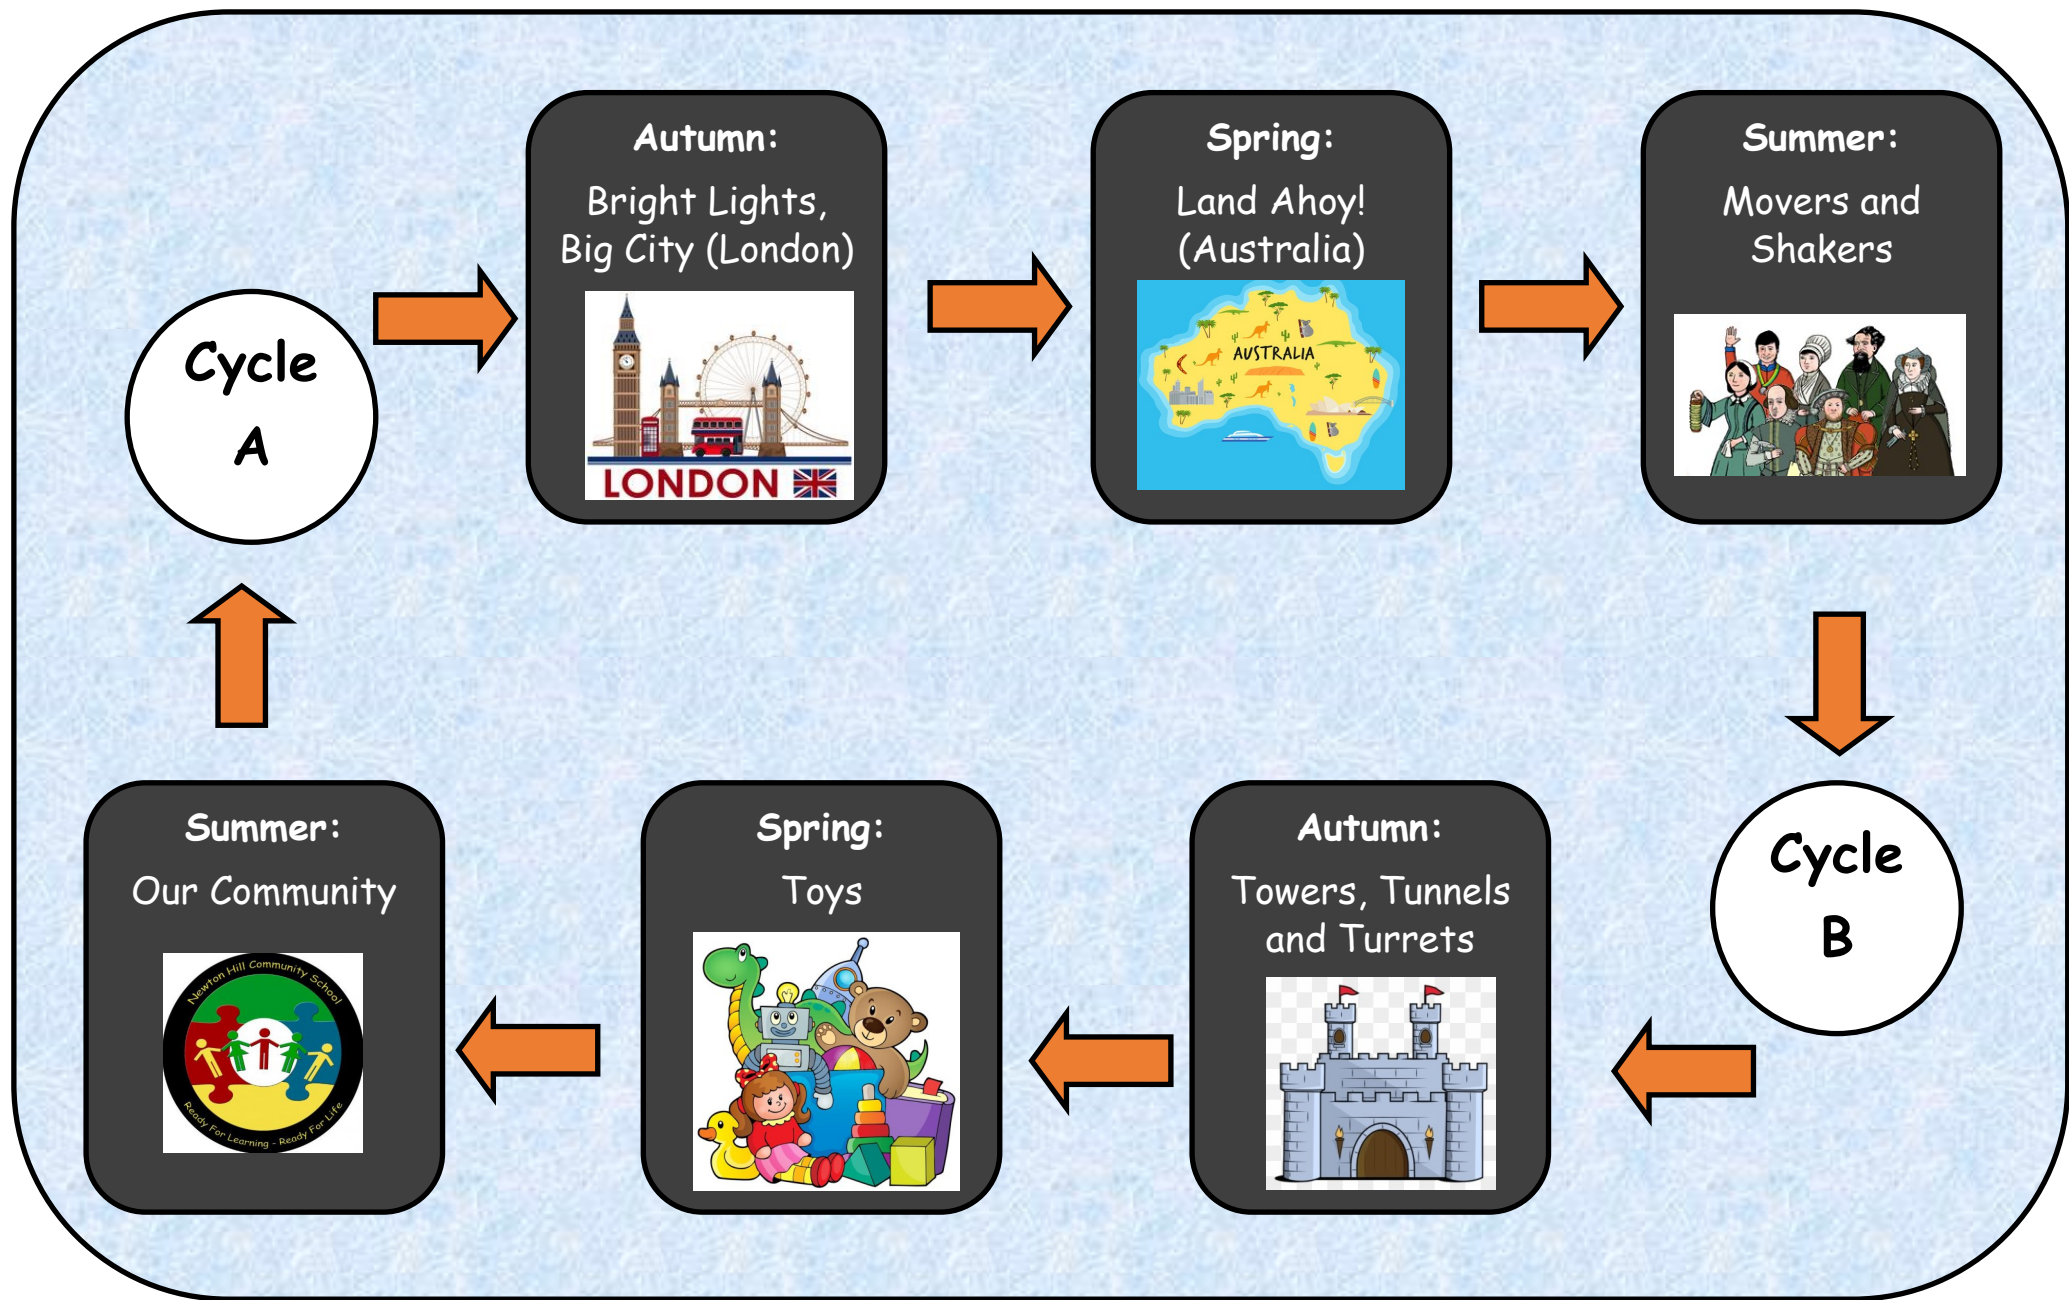 Cycle
A
Autumn:
Bright Lights,
Big City (London)
LONDON
Spring:
Land Ahoy!
(Australia)
AUSTRALIA
Summer:
Movers and
Shakers
Cycle
B
Autumn:
Towers, Tunnels
and Turrets
Spring:
Toys
Summer:
Our Community
Newton Hill Community School
Ready For Learning - Ready For Life